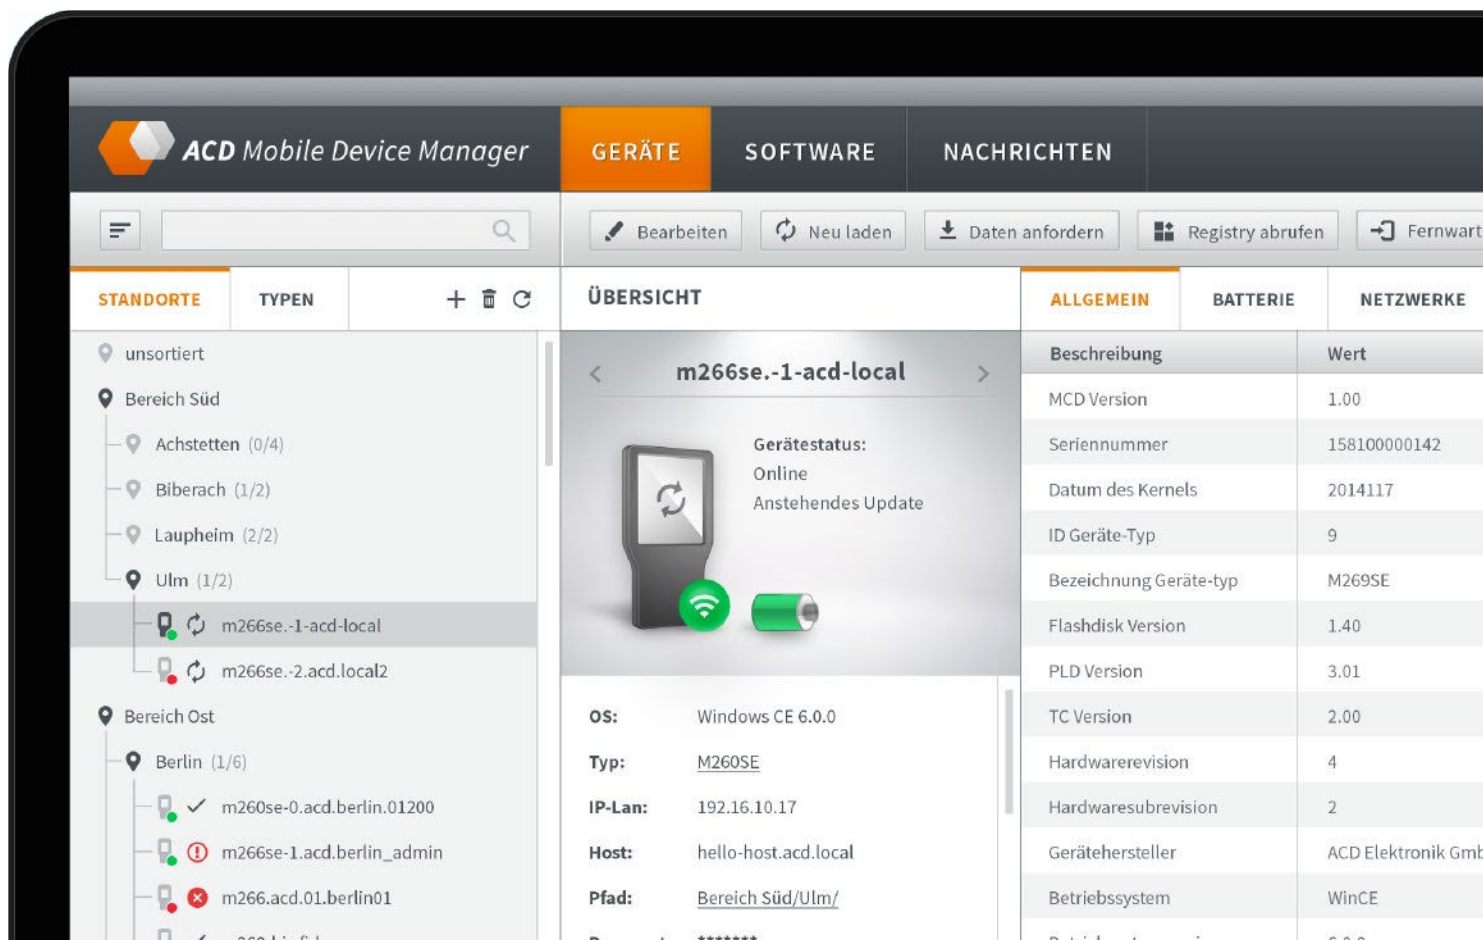 ACD Mobile Device Manager
GERÄTE
SOFTWARE
NACHRICHTEN
Bearbeiten
Neu laden
Daten anfordern
Registry abrufen
Fernwart
STANDORTE
TYPEN
unsortiert
Bereich Süd
Achstetten (0/4)
Biberach (1/2)
Laupheim (2/2)
Ulm (1/2)
m266se.-1-acd-local
m266se.-2.acd.local2
Bereich Ost
Berlin (1/6)
m260se-0.acd.berlin.01200
m266se-1.acd.berlin_admin
m266.acd.01.berlin01
ÜBERSICHT
m266se.-1-acd-local
Gerätestatus:
Online
Anstehendes Update
OS: Windows CE 6.0.0
Typ: M260SE
IP-Lan: 192.16.10.17
Host: hello-host.acd.local
Pfad: Bereich Süd/Ulm/
ALLGEMEIN
BATTERIE
NETZWERKE
Beschreibung Wert
MCD Version 1.00
Seriennummer 158100000142
Datum des Kernels 2014117
ID Geräte-Typ 9
Bezeichnung Geräte-typ M269SE
Flashdisk Version 1.40
PLD Version 3.01
TC Version 2.00
Hardwarerevision 4
Hardwaresubrevision 2
Gerätehersteller ACD Elektronik Gmb
Betriebssystem WinCE